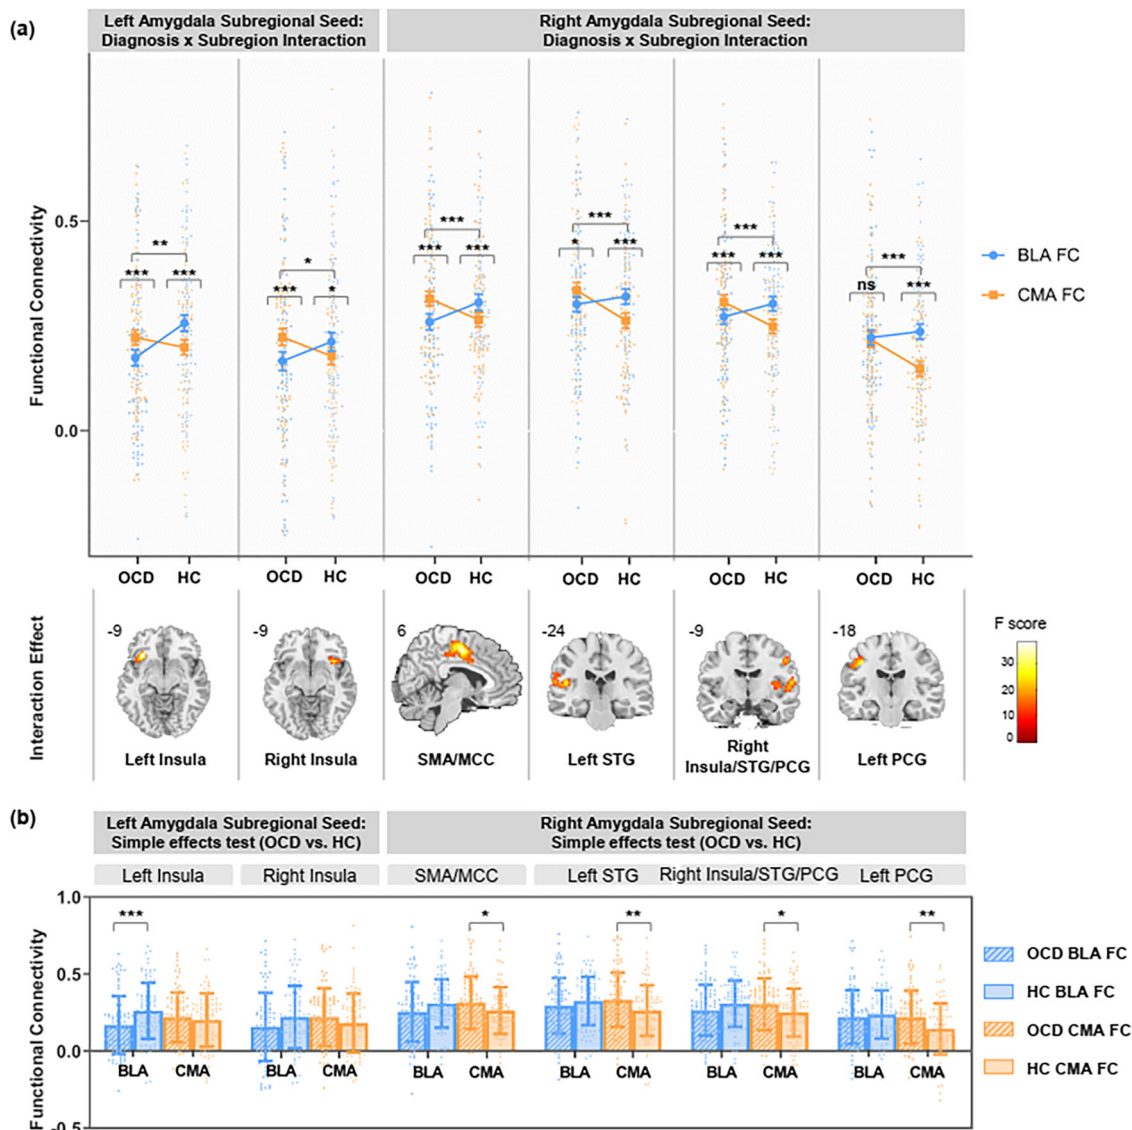 (a)
Left Amygdala Subregional Seed:
Diagnosis x Subregion Interaction
Right Amygdala Subregional Seed:
Diagnosis x Subregion Interaction
Functional Connectivity
0.5
0.0
**
*** ***
*
*** *
***
*** ***
***
* ***
***
*** ***
***
ns ***
BLA FC
CMA FC
OCD HC OCD HC OCD HC OCD HC OCD HC OCD HC
Interaction Effect
-9
-9
6
-24
-9
-18
Left Insula
Right Insula
SMA/MCC
Left STG
Right
Insula/STG/PCG
Left PCG
F score
30
20
10
0
(b)
Left Amygdala Subregional Seed:
Simple effects test (OCD vs. HC)
Right Amygdala Subregional Seed:
Simple effects test (OCD vs. HC)
Left Insula
Right Insula
SMA/MCC
Left STG
Right Insula/STG/PCG
Left PCG
Functional Connectivity
1.0
0.5
0.0
-0.5
***
*
**
*
**
BLA CMA BLA CMA BLA CMA BLA CMA BLA CMA BLA CMA
OCD BLA FC
HC BLA FC
OCD CMA FC
HC CMA FC